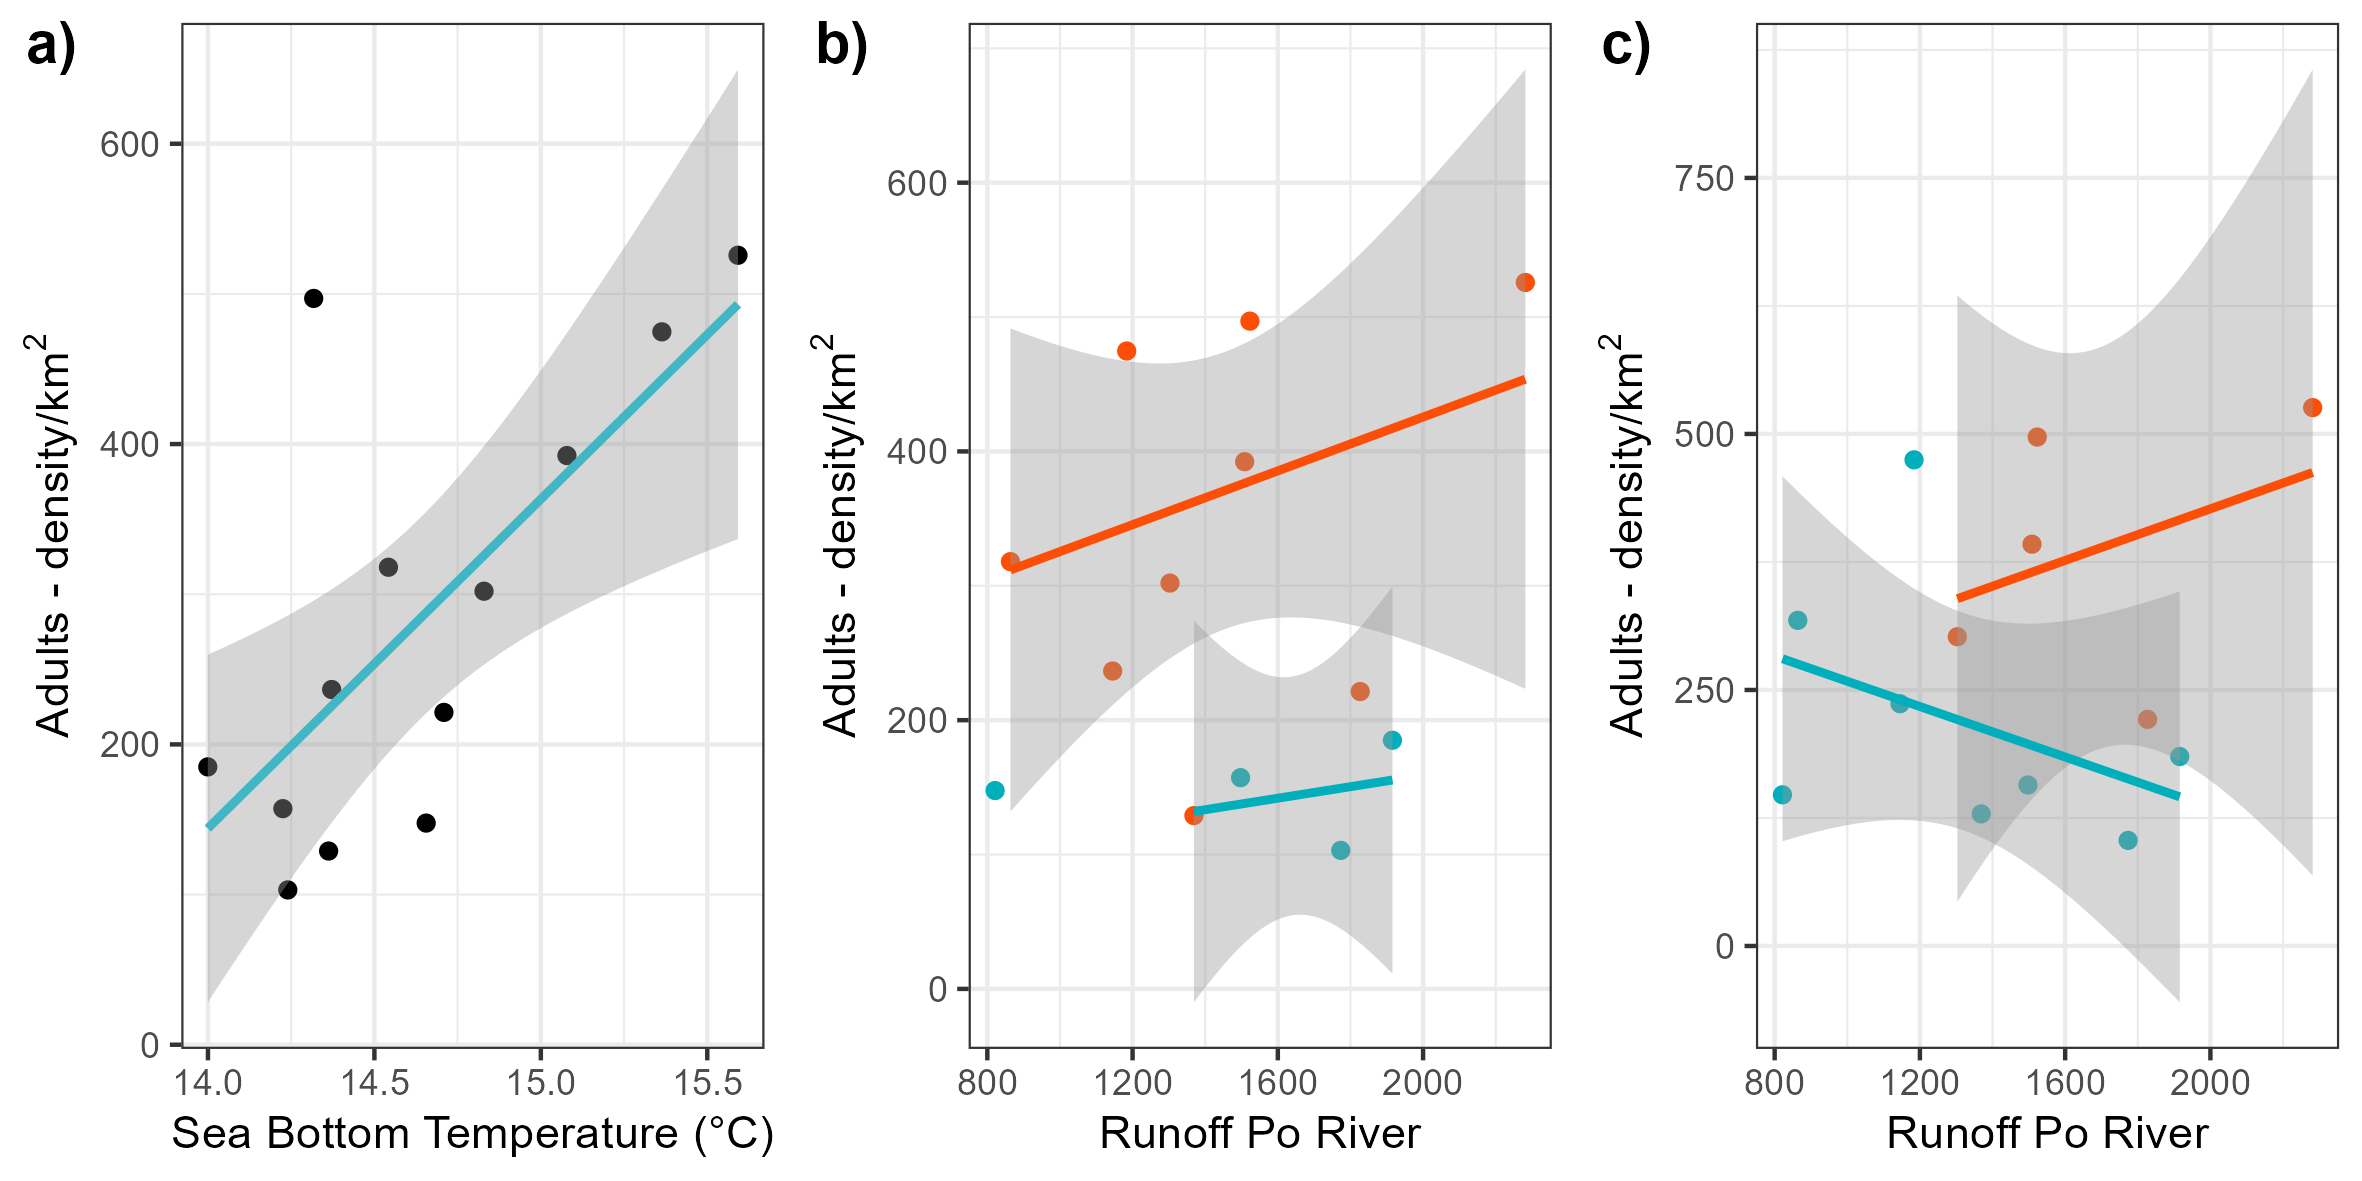 a)
600
400
200
0
Adults - density/km²
14.0 14.5 15.0 15.5
Sea Bottom Temperature (°C)
b)
600
400
200
0
Adults - density/km²
800 1200 1600 2000
Runoff Po River
c)
750
500
250
0
Adults - density/km²
800 1200 1600 2000
Runoff Po River